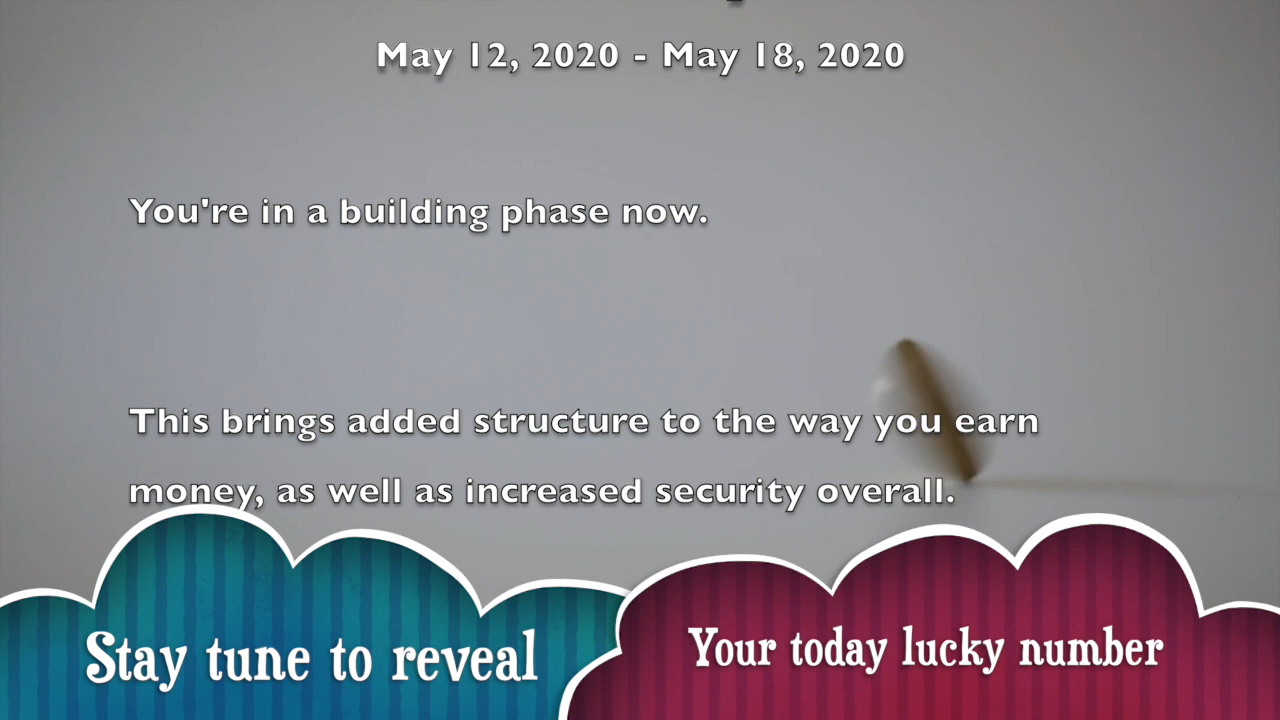 May 12, 2020 - May 18, 2020
You're in a building phase now.
This brings added structure to the way you earn
money, as well as increased security overall.
Stay tune to reveal
Your today lucky number